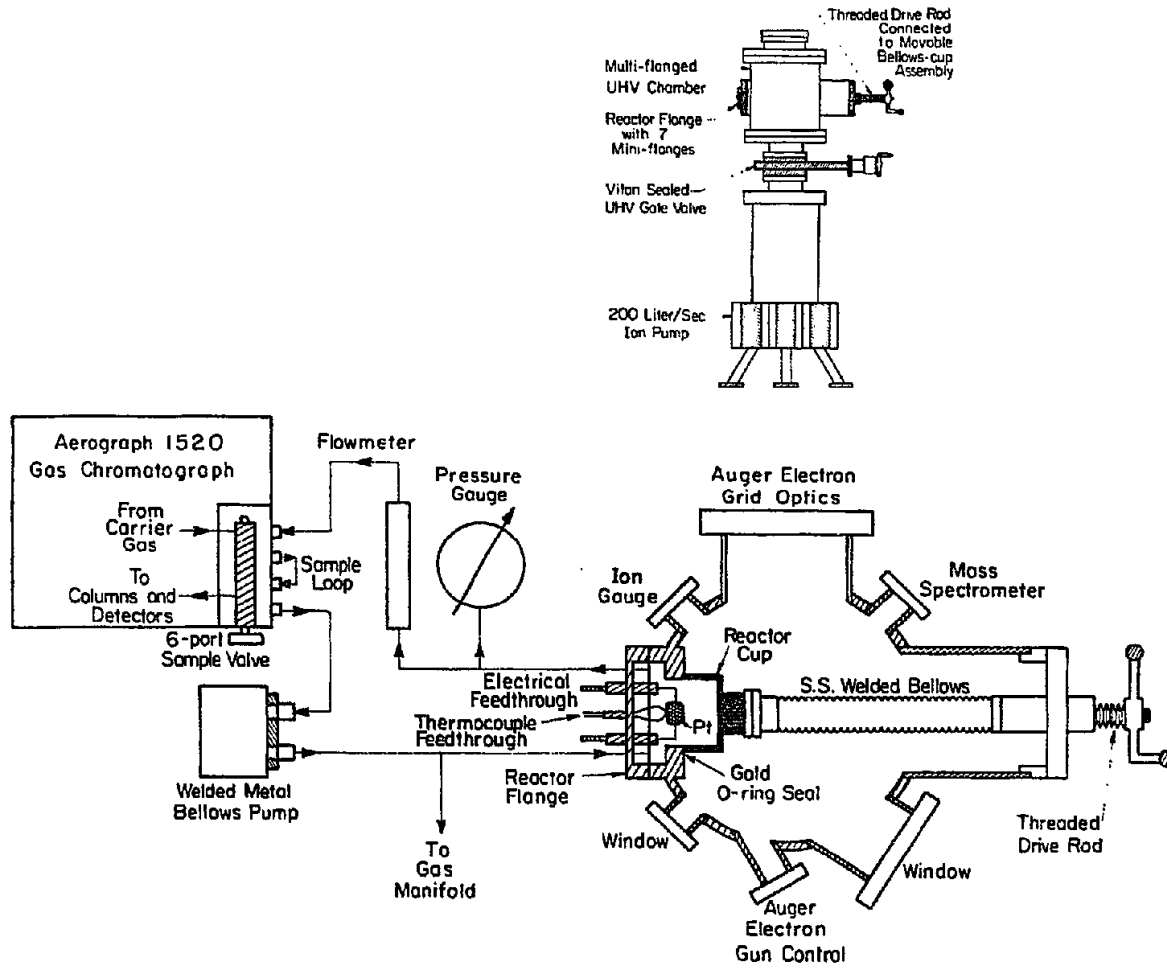 Threaded Drive Rod
Connected
to Movable
Bellows-cup
Assembly
Multi-flanged
UHV Chamber
Reactor Flange
with 7
Mini-flanges
Vitan Sealed
UHV Gate Valve
200 Liter/Sec
Ion Pump
Aerograph 1520
Gas Chromatograph
From
Carrier
Gas
To
Columns and
Detectors
Sample
Loop
6-port
Sample Valve
Flowmeter
Pressure
Gauge
Welded Metal
Bellows Pump
To
Gas
Manifold
Auger Electron
Grid Optics
Ion
Gauge
Mass
Spectrometer
Reactor
Cup
S.S. Welded Bellows
Electrical
Feedthrough
Thermocouple
Feedthrough
Pt
Reactor
Flange
Gold
O-ring Seal
Window
Auger
Electron
Gun Control
Window
Threaded
Drive Rod